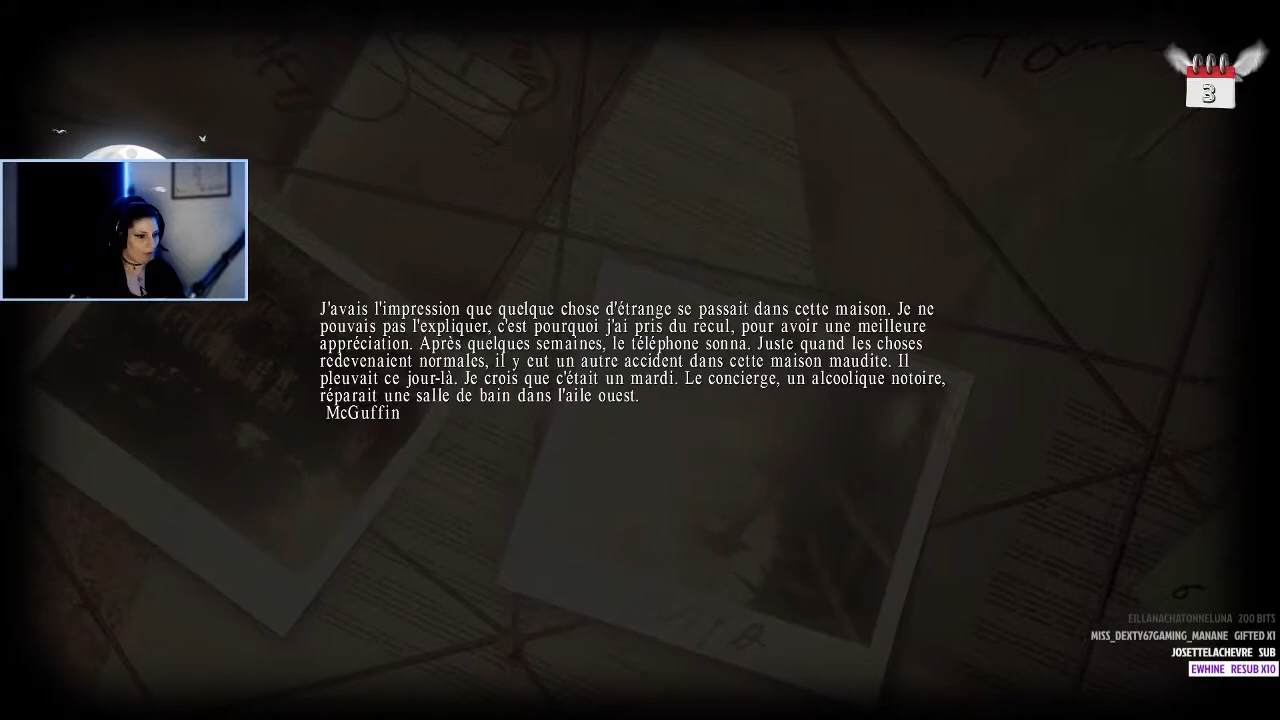 3
J'avais l'impression que quelque chose d'étrange se passait dans cette maison. Je ne
pouvais pas l'expliquer, c'est pourquoi j'ai pris du recul, pour avoir une meilleure
appréciation. Après quelques semaines, le téléphone sonna. Juste quand les choses
redevenaient normales, il y eut un autre accident dans cette maison maudite. Il
pleuvait ce jour-là. Je crois que c'était un mardi. Le concierge, un alcoolique notoire,
réparait une salle de bain dans l'aile ouest.
McGuffin
EILLANACHATONNELUNA 200 BITS
MISS_DEXTY67GAMING_MANANE GIFTED X1
JOSETTELACHEVRE SUB
EWHINE RESUB X10